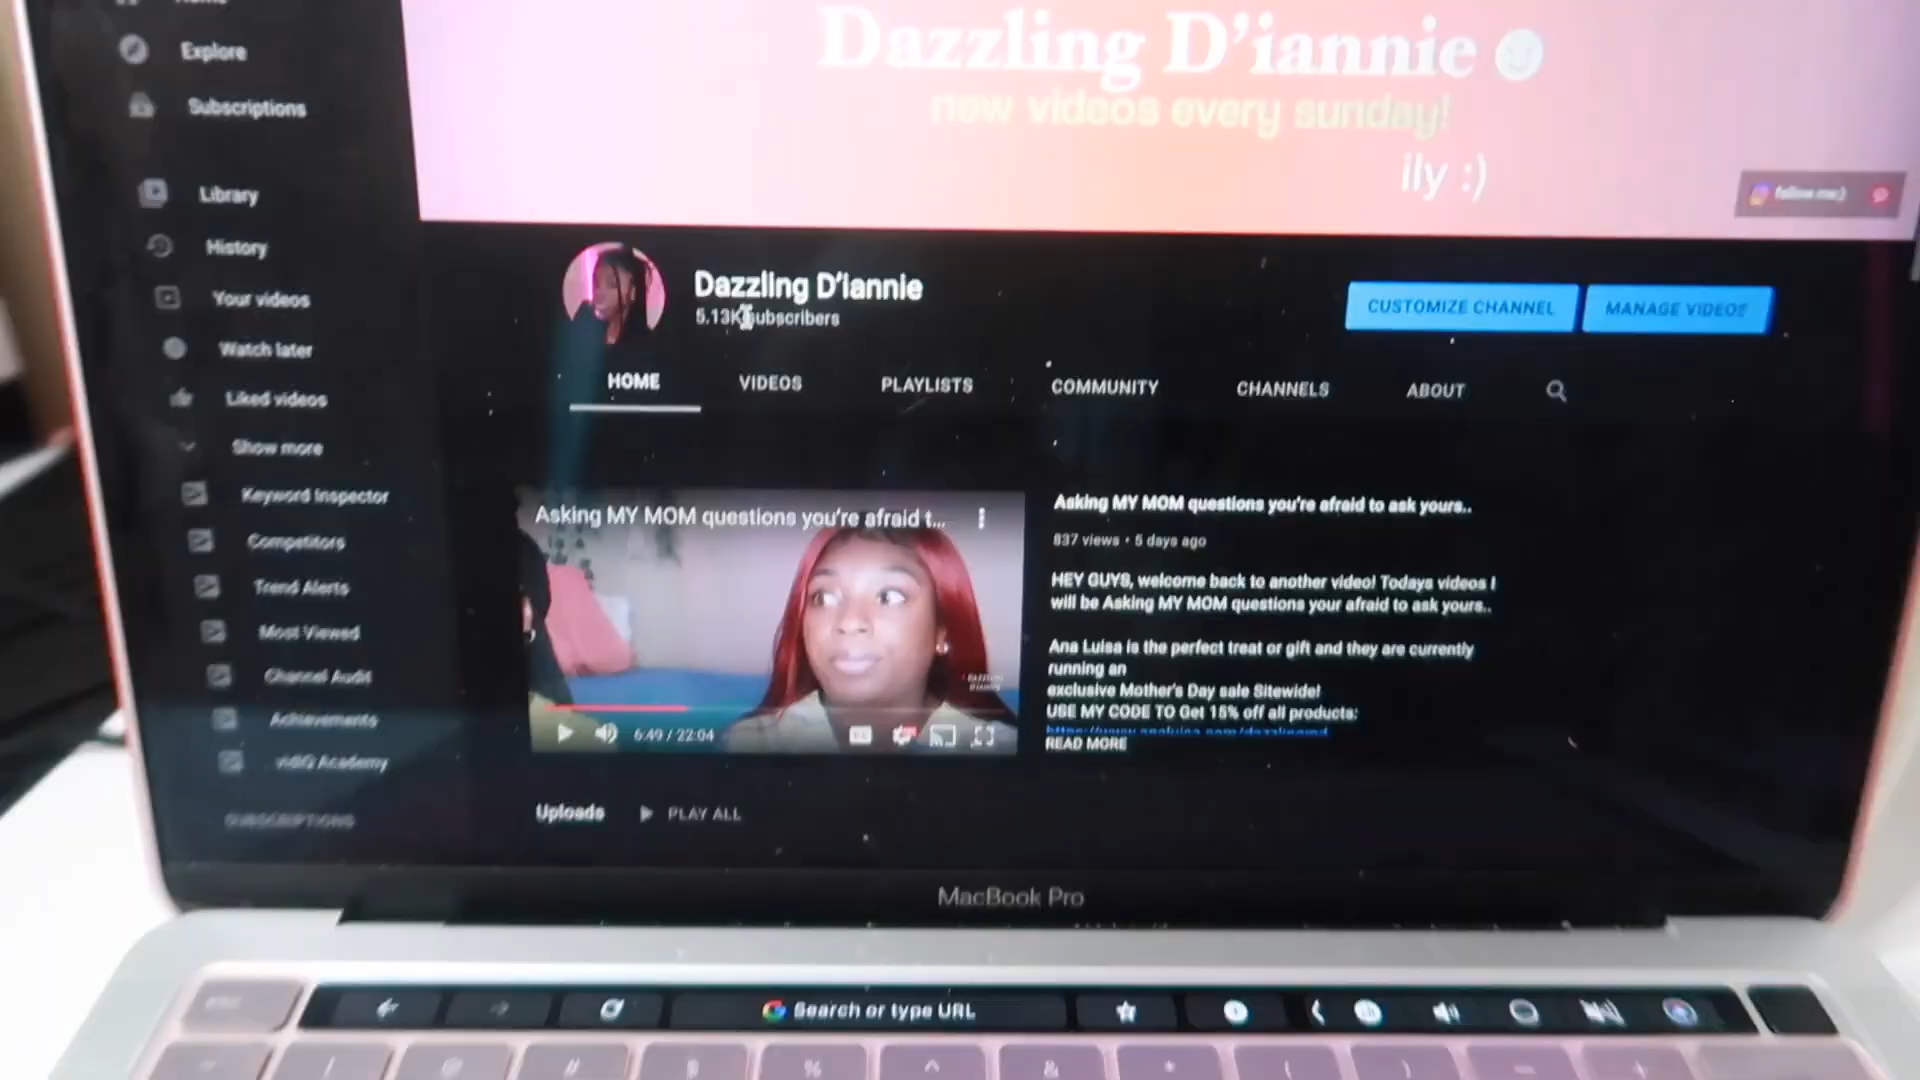 Dazzling D'iannie
new videos every sunday!
ily :)
follow me:)
Explore
Subscriptions
Library
History
Your videos
Watch later
Liked videos
Show more
Keyword Inspector
Competitors
Trend Alerts
Most Viewed
Channel Audit
Achievements
vidIQ Academy
SUBSCRIPTIONS
Dazzling D'iannie
5.13K subscribers
CUSTOMIZE CHANNEL
MANAGE VIDEOS
HOME
VIDEOS
PLAYLISTS
COMMUNITY
CHANNELS
ABOUT
Asking MY MOM questions you're afraid t...
DAZZLING
D'IANNIE
6:49 / 22:04
Asking MY MOM questions you're afraid to ask yours..
837 views • 5 days ago
HEY GUYS, welcome back to another video! Todays videos I
will be Asking MY MOM questions your afraid to ask yours..
Ana Luisa is the perfect treat or gift and they are currently
running an
exclusive Mother's Day sale Sitewide!
USE MY CODE TO Get 15% off all products:
READ MORE
Uploads
PLAY ALL
MacBook Pro
esc
Search or type URL